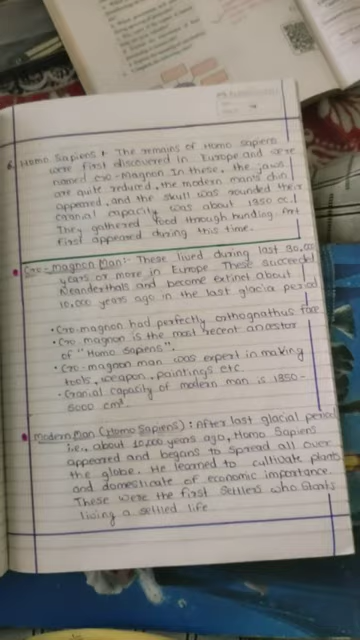 6. Homo Sapiens :- The remains of Homo sapiens
were first discovered in Europe and were
named cro-magnon In these, the jaws
are quite reduced, the modern man's chin
appeared, and the skull was rounded their
cranial capacity was about 1350 cc.
They gathered food through hunding. Art
first appeared during this time.
Cro-magnon Man:- These lived during last 30,000
years or more in Europe. These succeeded
Neanderthals and become extinct about
10,000 years ago in the last glacia period
• Cro-magnon had perfectly orthognathus face
• Cro-magnon is the most recent ancestor
of "Homo Sapiens".
• Cro-magnon man was expert in making
tools, weapon, paintings etc.
• Cranial capacity of modern man is 1350-
cm³.
Modern Man (Homo Sapiens) : After last glacial period
i.e., about 10,000 years ago, Homo Sapiens
appeared and begans to spread all over
the globe. He learned to cultivate plants
and domesticate of economic importance.
These were the first settlers who
living a settled life